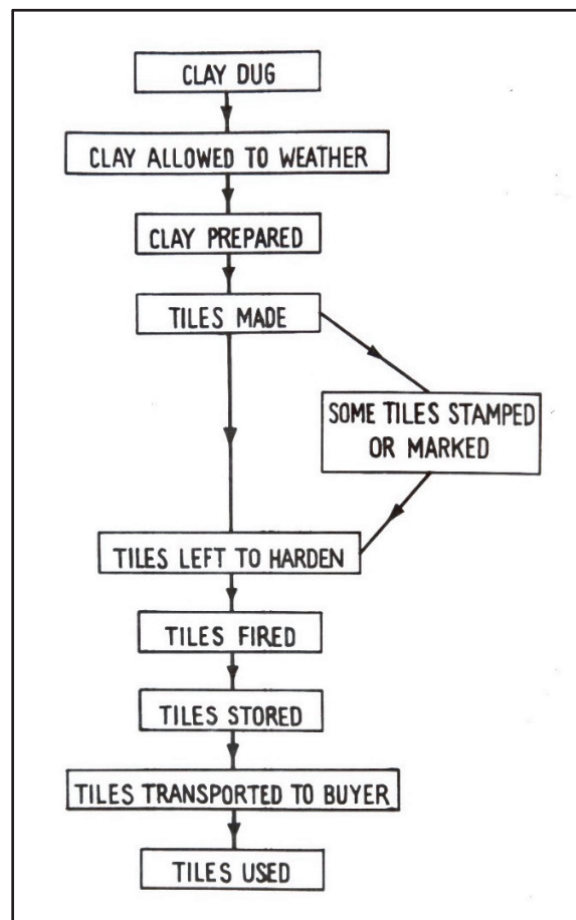 CLAY DUG
CLAY ALLOWED TO WEATHER
CLAY PREPARED
TILES MADE
SOME TILES STAMPED
OR MARKED
TILES LEFT TO HARDEN
TILES FIRED
TILES STORED
TILES TRANSPORTED TO BUYER
TILES USED